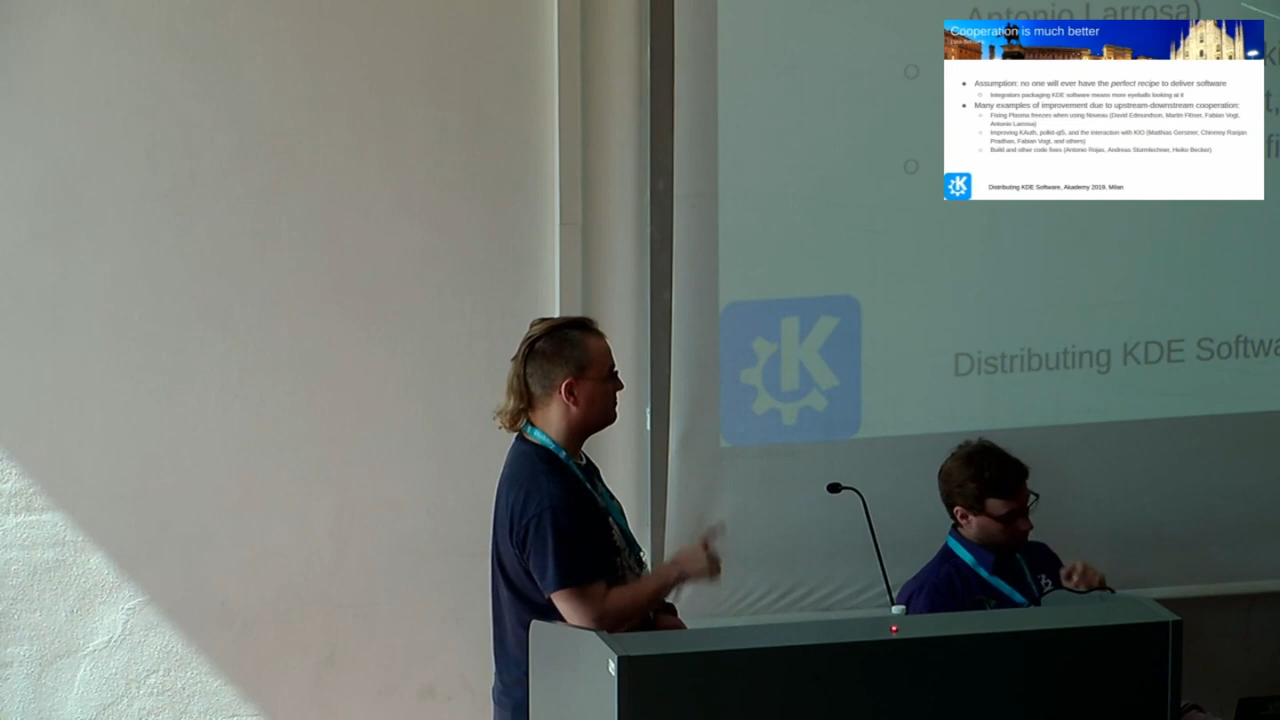 Antonio Larrosa)
Distributing KDE Softwa
Cooperation is much better
Assumption: no one will ever have the perfect recipe to deliver software
Integrators packaging KDE software means more eyeballs looking at it
Many examples of improvement due to upstream-downstream cooperation:
Fixing Plasma freezes when using Noveau (David Edmundson, Martin Flöser, Fabian Vogt,
Antonio Larrosa)
Improving KAuth, polkit-qt5, and the interaction with KIO (Matthias Gerstner, Chinmoy Ranjan
Pradhan, Fabian Vogt, and others)
Build and other code fixes (Antonio Rojas, Andreas Sturmlechner, Heiko Becker)
Distributing KDE Software, Akademy 2019, Milan